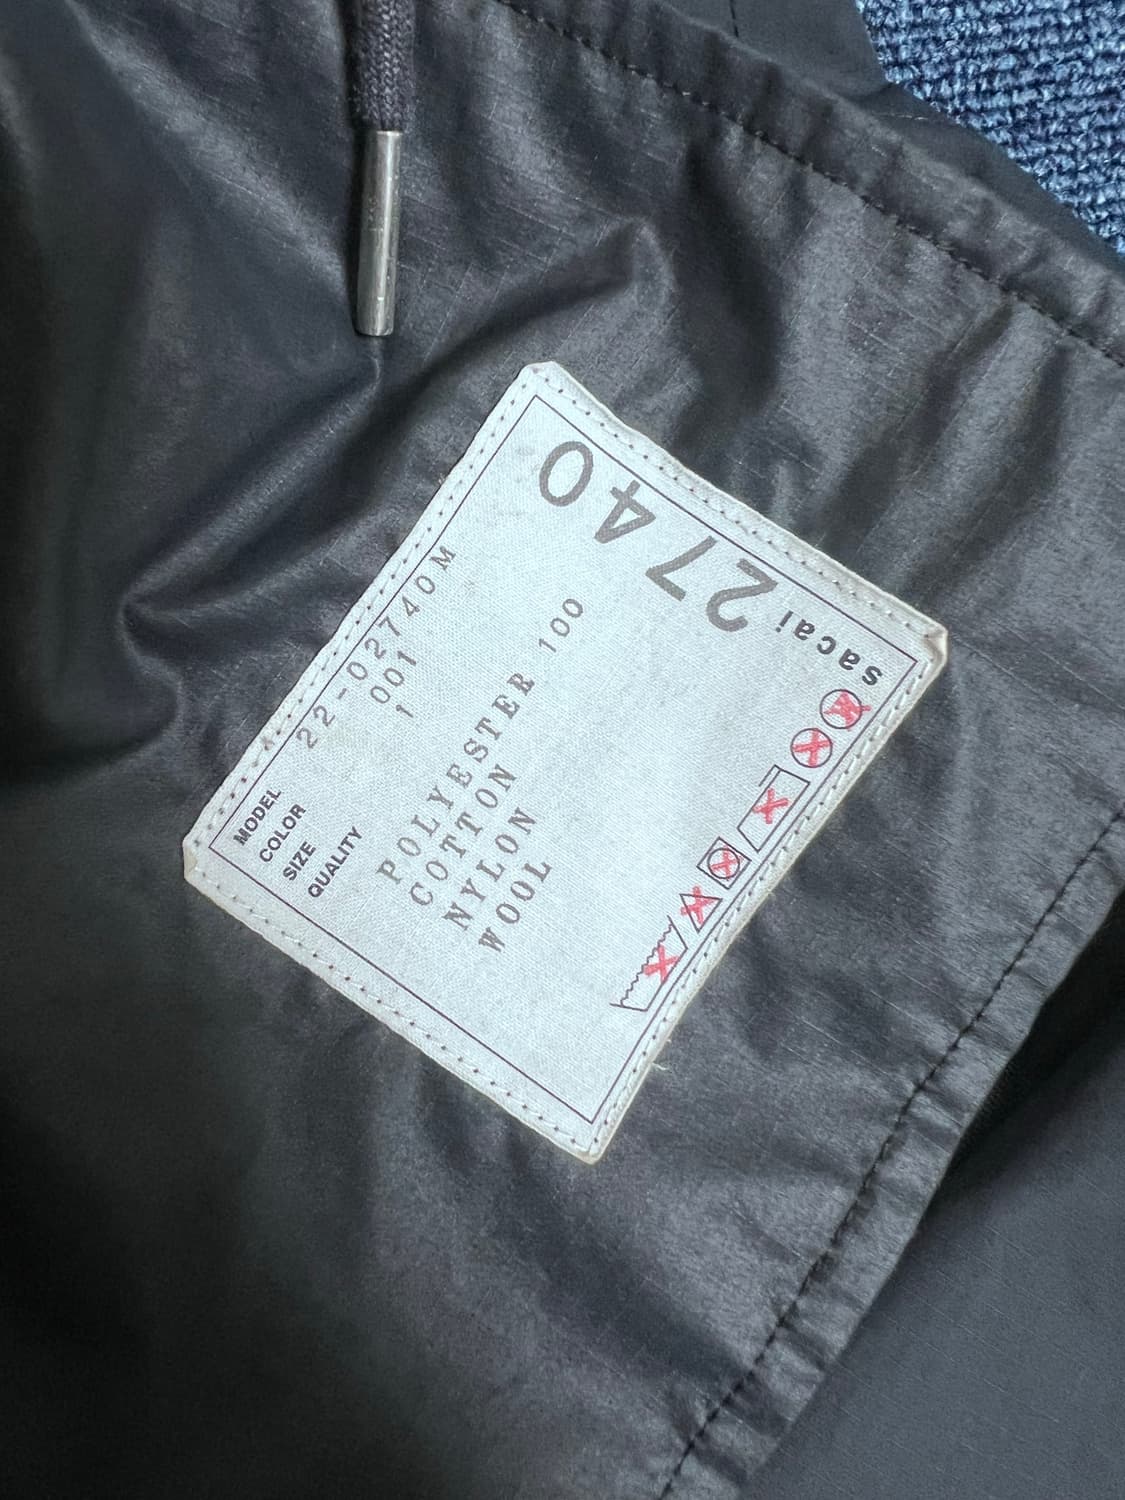 sacai 2740
MODEL 22-02740M
COLOR 001
SIZE 1
QUALITY
POLYESTER 100
COTTON
NYLON
WOOL